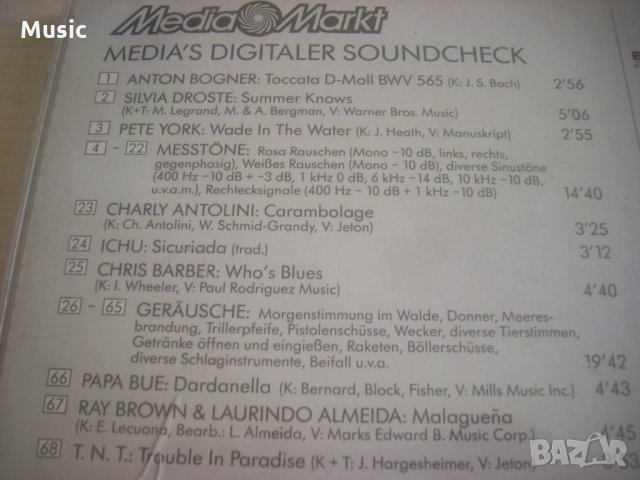 Music
Media Markt
MEDIA'S DIGITALER SOUNDCHECK
1 ANTON BOGNER: Toccata D-Moll BWV 565 (K: J. S. Bach) 2'56
2 SILVIA DROSTE: Summer Knows
(K+T: M. Legrand, M. & A. Bergman, V: Warner Bros. Music) 5'06
3 PETE YORK: Wade In The Water (K: J. Heath, V: Manuskript) 2'55
4 - 22 MESSTÖNE: Rosa Rauschen (Mono -10 dB, links, rechts,
gegenphasig), Weißes Rauschen (Mono - 10 dB), diverse Sinustöne
(400 Hz -10 dB + -3 dB, 1 kHz 0 dB, 6 kHz -14 dB, 10 kHz -10 dB,
u.v.a.m.), Rechtecksignale (400 Hz - 10 dB + 1 kHz -10 dB) 14'40
23 CHARLY ANTOLINI: Carambolage
(K: Ch. Antolini, W. Schmid-Grandy, V: Jeton) 3'25
24 ICHU: Sicuriada (trad.) 3'12
25 CHRIS BARBER: Who's Blues
(K: I. Wheeler, V: Paul Rodriguez Music) 4'40
26 - 65 GERÄUSCHE: Morgenstimmung im Walde, Donner, Meeres-
brandung, Trillerpfeife, Pistolenschüsse, Wecker, diverse Tierstimmen,
Getränke öffnen und eingießen, Raketen, Böllerschüsse,
diverse Schlaginstrumente, Beifall u.v.a. 19'42
66 PAPA BUE: Dardanella (K: Bernard, Block, Fisher, V: Mills Music Inc.) 4'43
67 RAY BROWN & LAURINDO ALMEIDA: Malagueña
(K: E. Lecuona, Bearb.: L. Almeida, V: Marks Edward B. Music Corp.) 4'45
68 T. N. T.: Trouble In Paradise (K + T: J. Hargesheimer, V: Jeton)
BAZAR